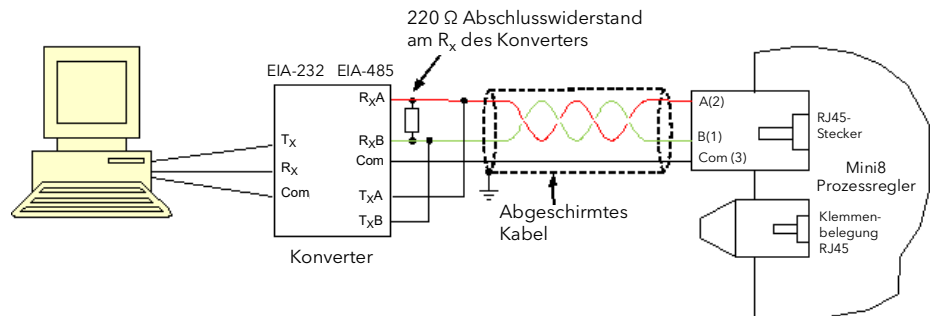 220 Ω Abschlusswiderstand
am Rx des Konverters
EIA-232 EIA-485
RXA
TX
RXB
RX
Com
Com
TXA
TXB
Konverter
Abgeschirmtes
Kabel
A(2)
B(1)
Com (3)
RJ45-
Stecker
Mini8
Prozessregler
Klemmen-
belegung
RJ45